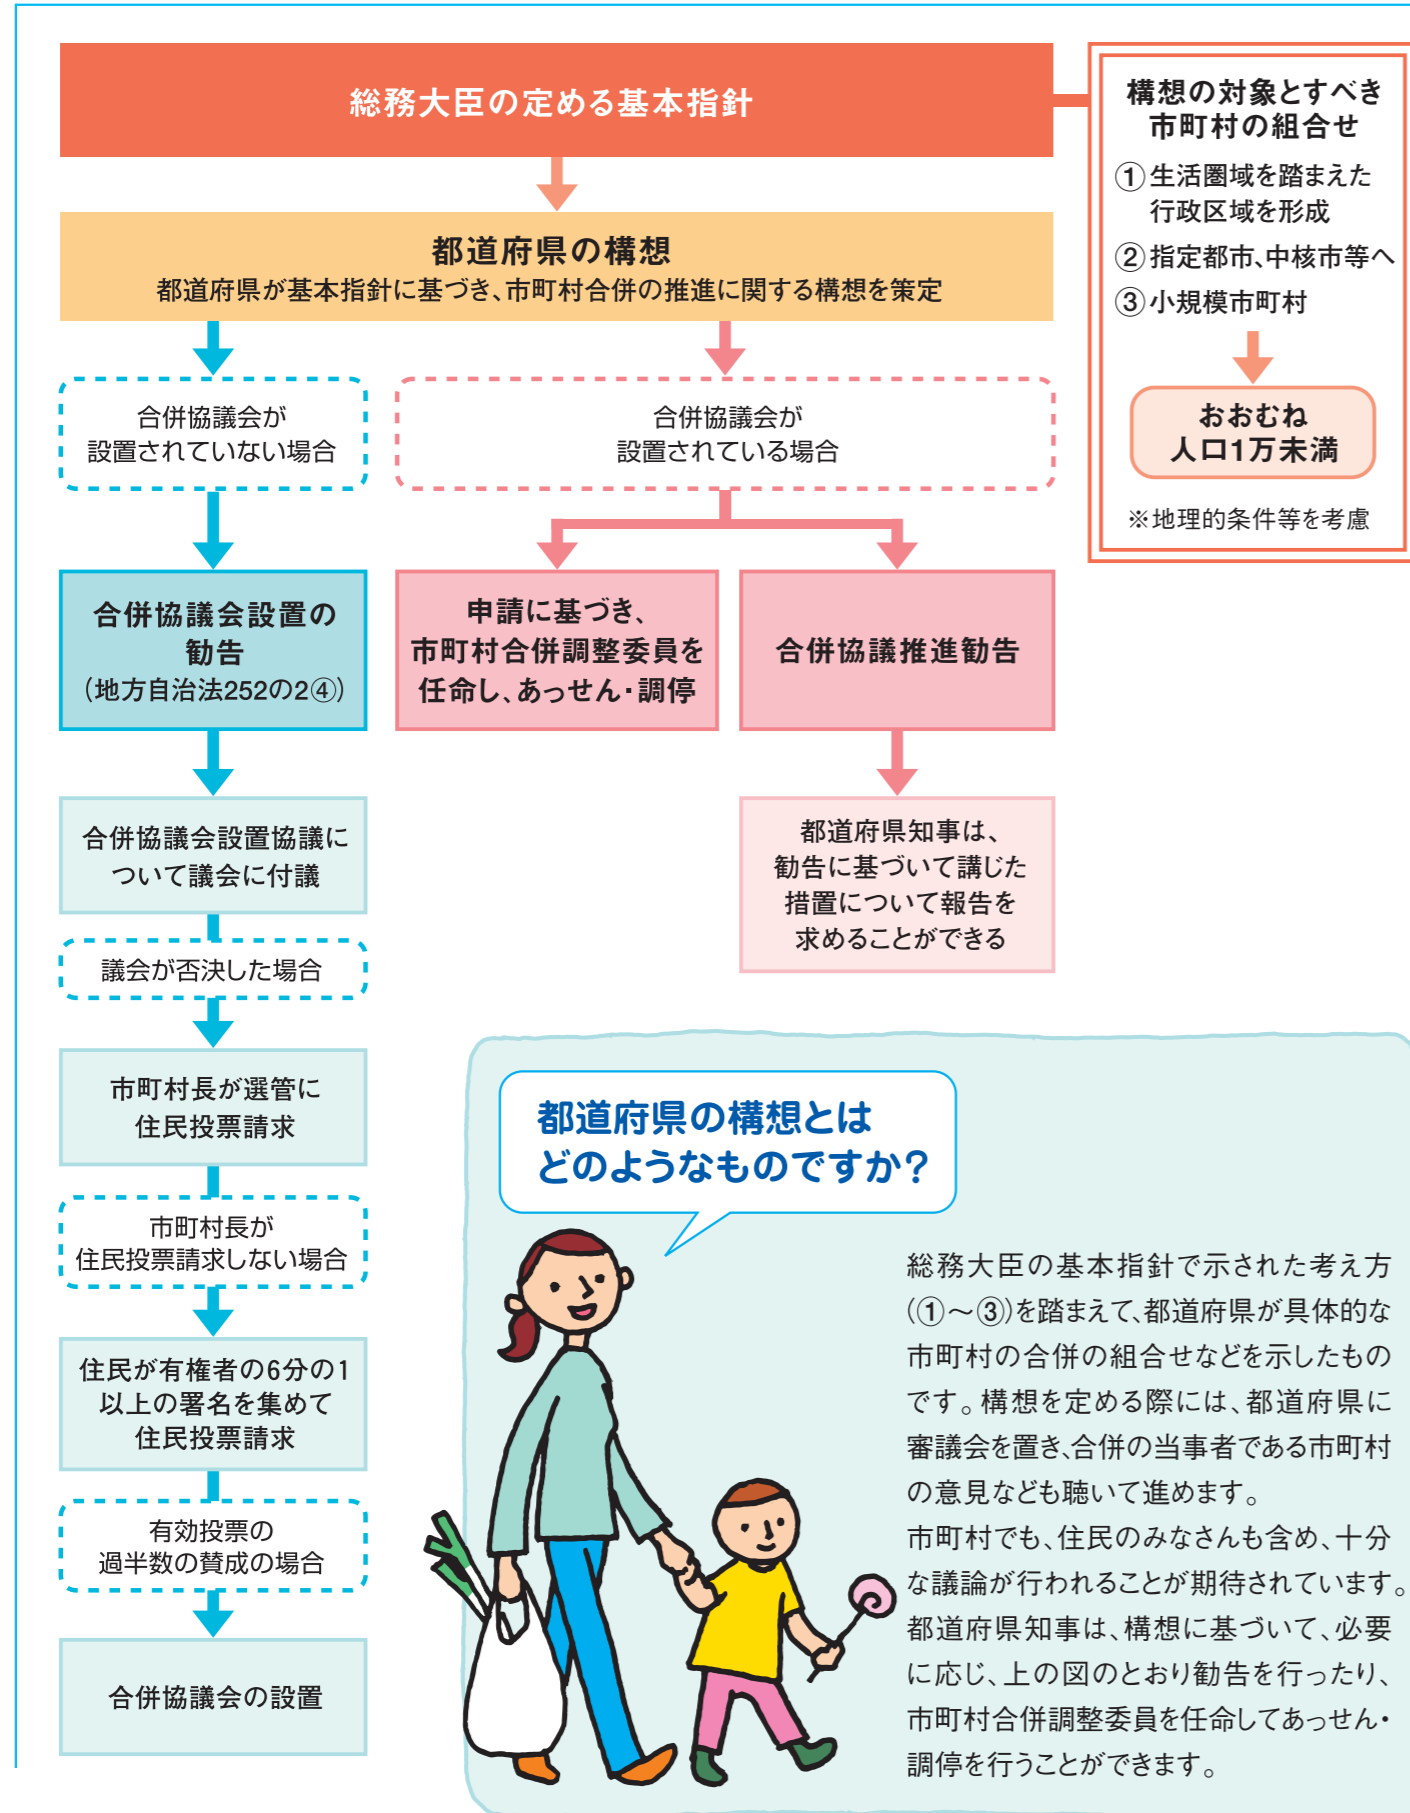 総務大臣の定める基本指針
構想の対象とすべき
市町村の組合せ
①生活圏域を踏まえた
行政区域を形成
②指定都市、中核市等へ
③小規模市町村
おおむね
人口1万未満
※地理的条件等を考慮
都道府県の構想
都道府県が基本指針に基づき、市町村合併の推進に関する構想を策定
合併協議会が
設置されていない場合
合併協議会が
設置されている場合
合併協議会設置の
勧告
(地方自治法252の2④)
申請に基づき、
市町村合併調整委員を
任命し、あっせん・調停
合併協議推進勧告
合併協議会設置協議に
ついて議会に付議
都道府県知事は、
勧告に基づいて講じた
措置について報告を
求めることができる
議会が否決した場合
市町村長が選管に
住民投票請求
市町村長が
住民投票請求しない場合
住民が有権者の6分の1
以上の署名を集めて
住民投票請求
有効投票の
過半数の賛成の場合
合併協議会の設置
都道府県の構想とは
どのようなものですか?
総務大臣の基本指針で示された考え方
(①~③)を踏まえて、都道府県が具体的な
市町村の合併の組合せなどを示したもの
です。構想を定める際には、都道府県に
審議会を置き、合併の当事者である市町村
の意見なども聴いて進めます。
市町村でも、住民のみなさんも含め、十分
な議論が行われることが期待されています。
都道府県知事は、構想に基づいて、必要
に応じ、上の図のとおり勧告を行ったり、
市町村合併調整委員を任命してあっせん・
調停を行うことができます。